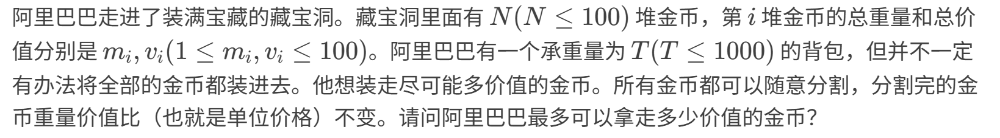 阿里巴巴走进了装满宝藏的藏宝洞。藏宝洞里面有 N(N ≤ 100) 堆金币，第 i 堆金币的总重量和总价
值分别是 mᵢ, vᵢ(1 ≤ mᵢ, vᵢ ≤ 100)。阿里巴巴有一个承重量为 T(T ≤ 1000) 的背包，但并不一定
有办法将全部的金币都装进去。他想装走尽可能多价值的金币。所有金币都可以随意分割，分割完的金
币重量价值比（也就是单位价格）不变。请问阿里巴巴最多可以拿走多少价值的金币？